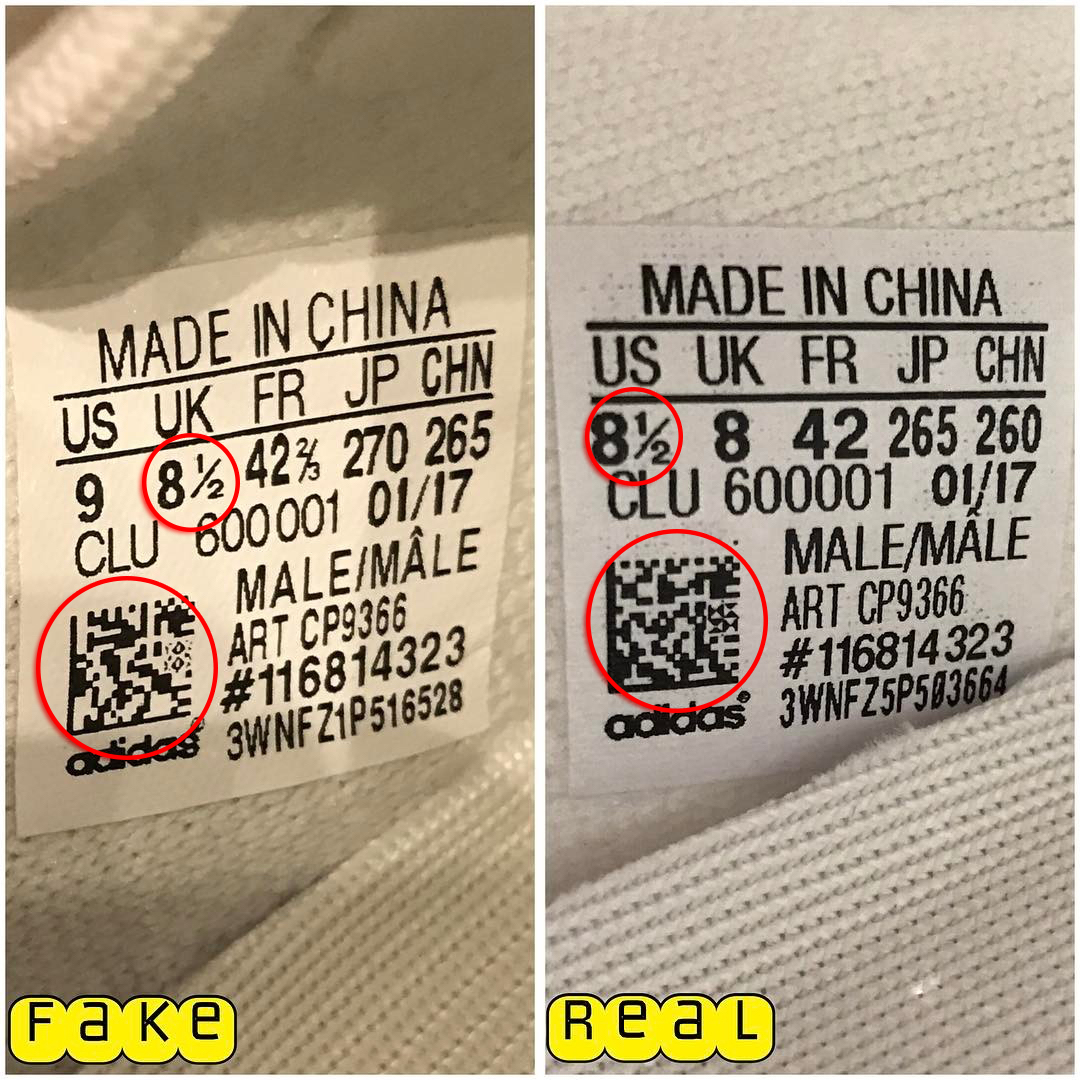 MADE IN CHINA
US UK FR JP CHN
9 8½ 42⅔ 270 265
CLU 600001 01/17
MALE/MÂLE
ART CP9366
#116814323
3WNFZ1P516528
adidas
Fake
MADE IN CHINA
US UK FR JP CHN
8½ 8 42 265 260
CLU 600001 01/17
MALE/MÂLE
ART CP9366
#116814323
3WNFZ5P503664
adidas®
Real